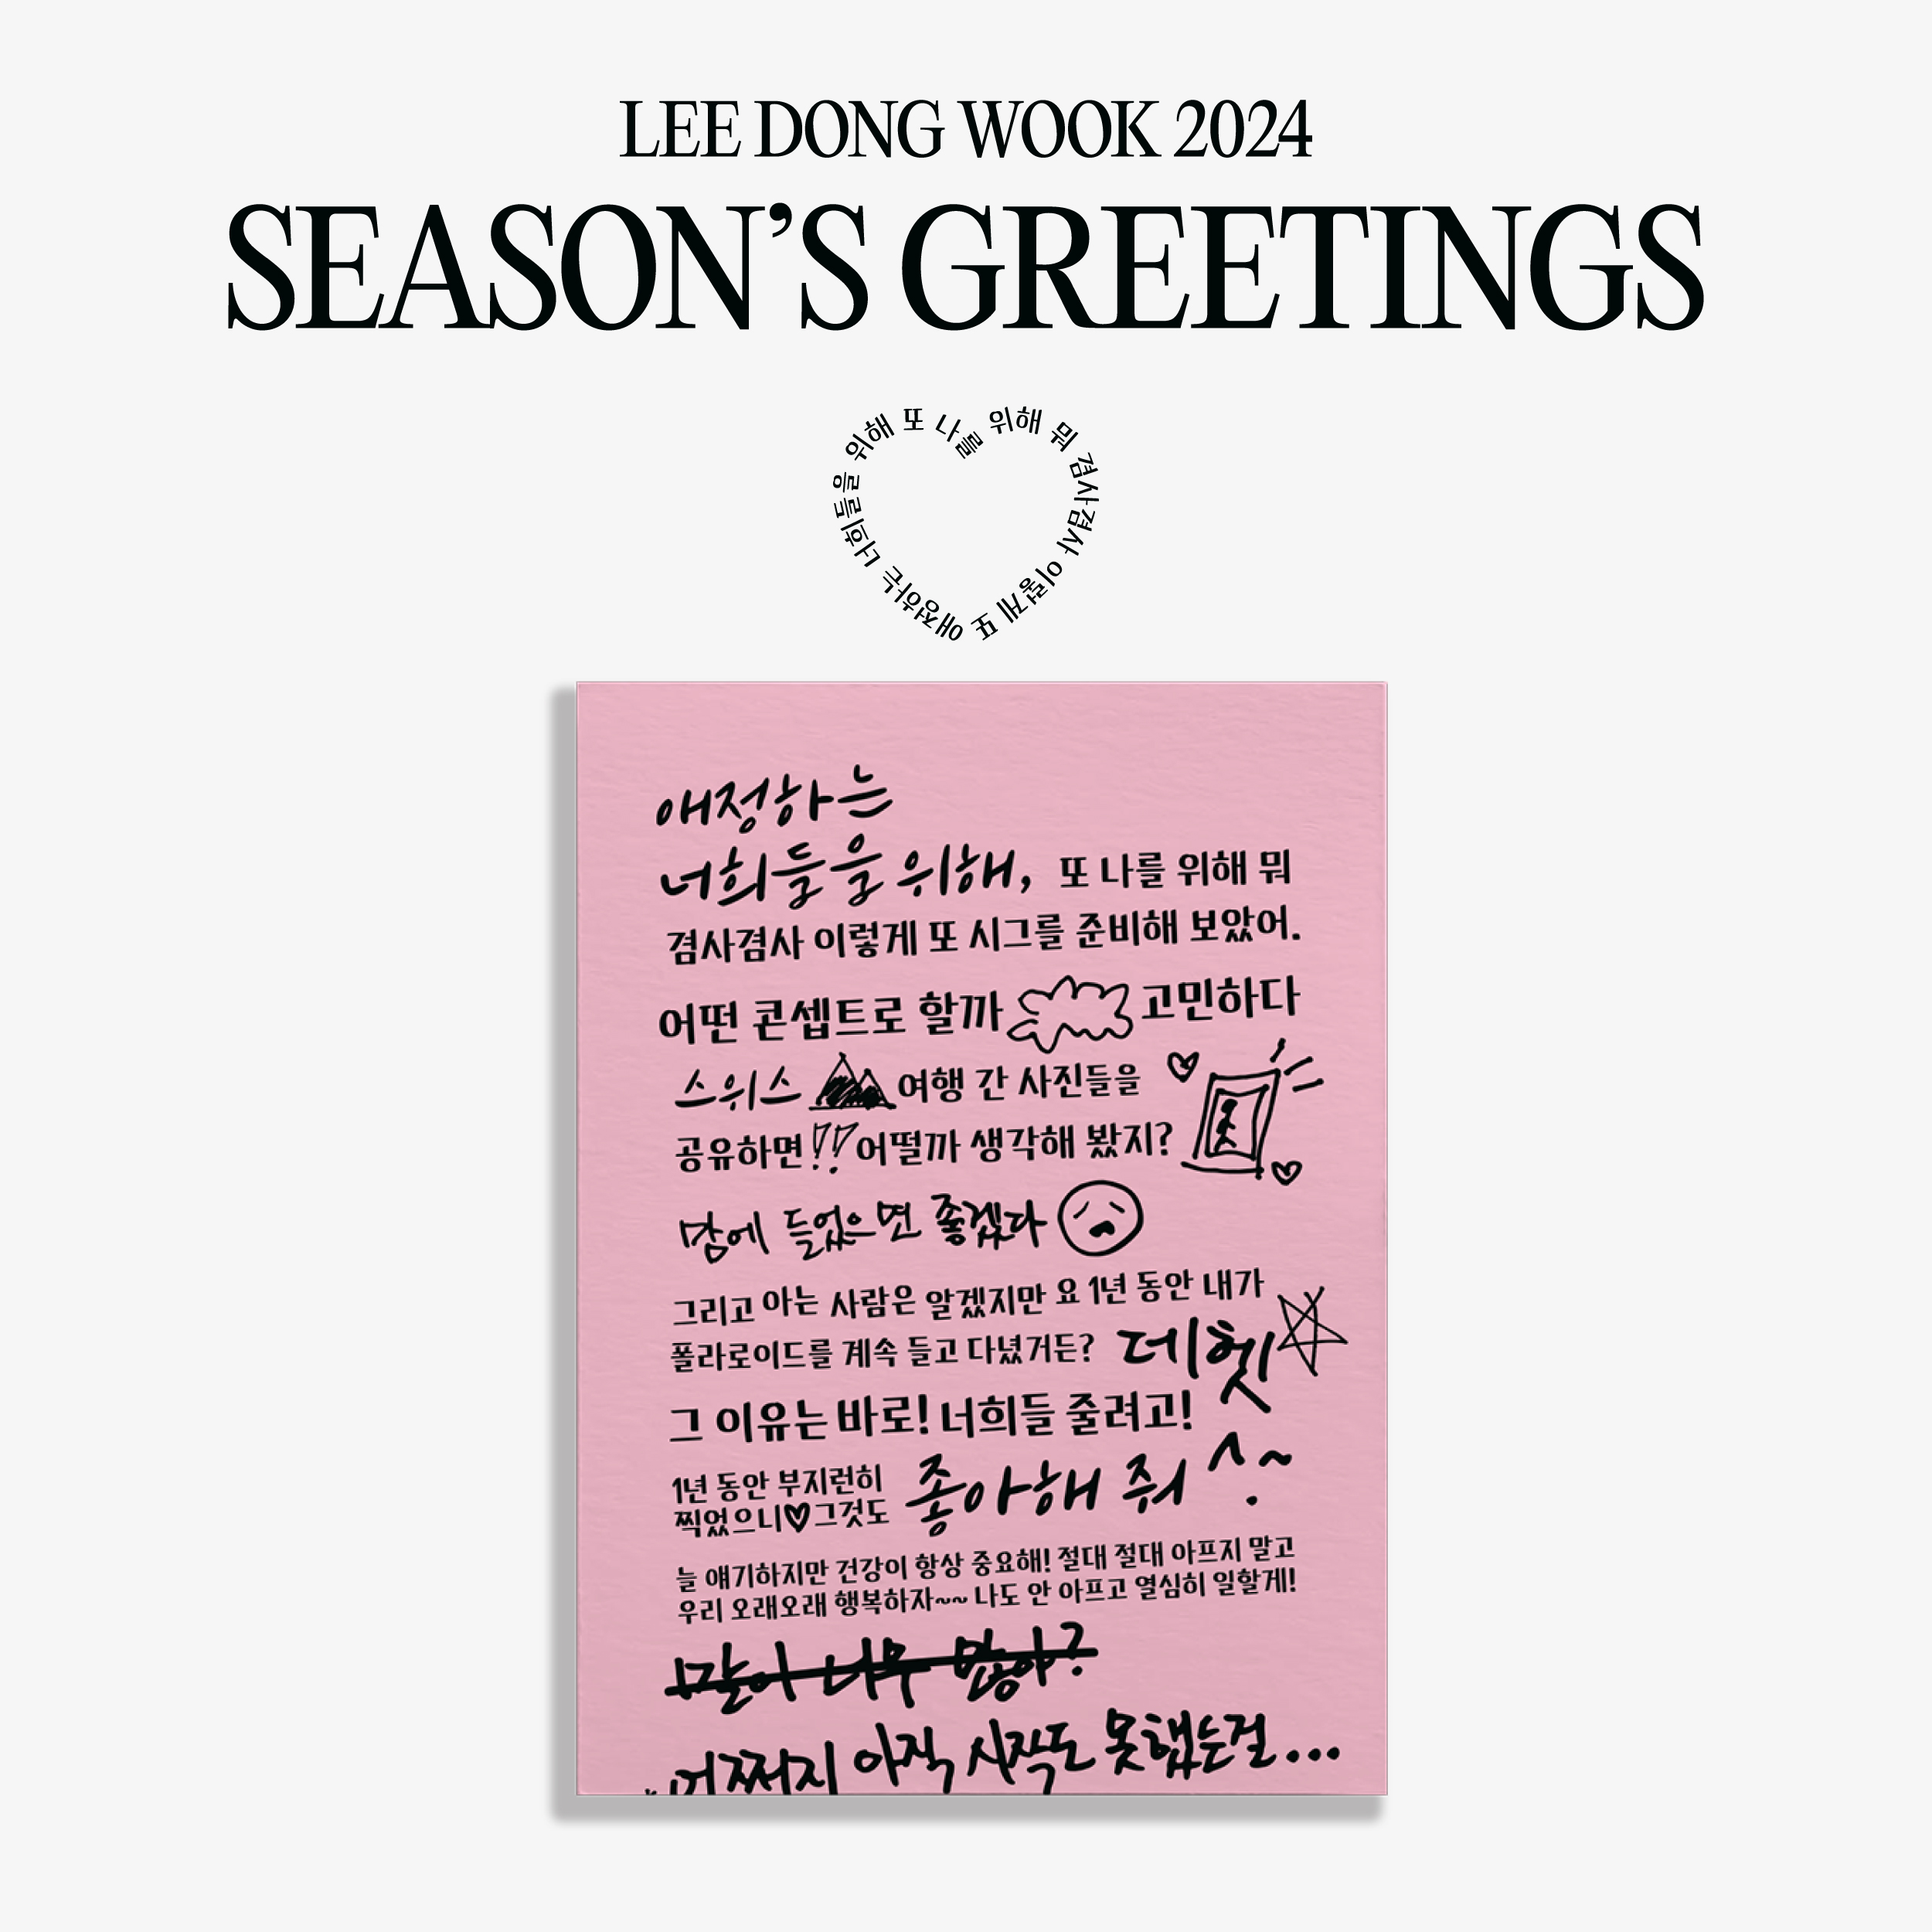 LEE DONG WOOK 2024
SEASON’S GREETINGS
애정하는 너희들을 위해 또 나를 위해 뭐 겸사겸사 이렇게 또
애정하는
너희들을 위해, 또 나를 위해 뭐
겸사겸사 이렇게 또 시그를 준비해 보았어.
어떤 콘셉트로 할까 고민하다
스위스 여행 간 사진들을
공유하면!! 어떨까 생각해 봤지?
맘에 들었으면 좋겠다
그리고 아는 사람은 알겠지만 요 1년 동안 내가
폴라로이드를 계속 들고 다녔거든? 데헷
그 이유는 바로! 너희들 줄려고!
1년 동안 부지런히
찍었으니♡그것도 좋아해 줘 ^.~
늘 얘기하지만 건강이 항상 중요해! 절대 절대 아프지 말고
우리 오래오래 행복하자~~ 나도 안 아프고 열심히 일할게!
너무 많아?
어쩌지 아직 시작도 못했는걸...